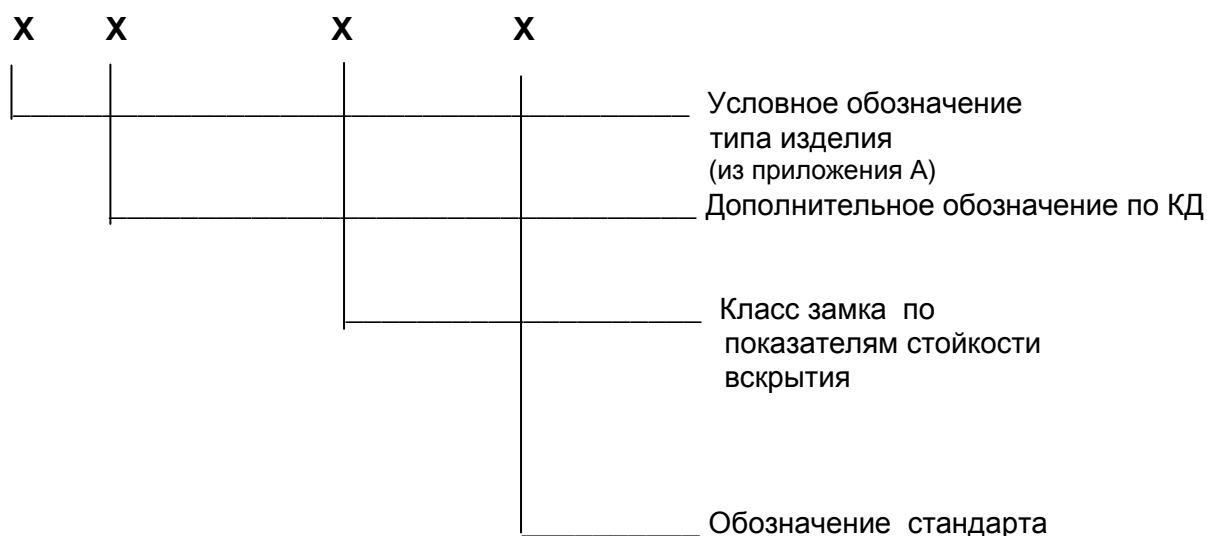 X X X X
Условное обозначение
типа изделия
(из приложения А)
Дополнительное обозначение по КД
Класс замка по
показателям стойкости
вскрытия
Обозначение стандарта